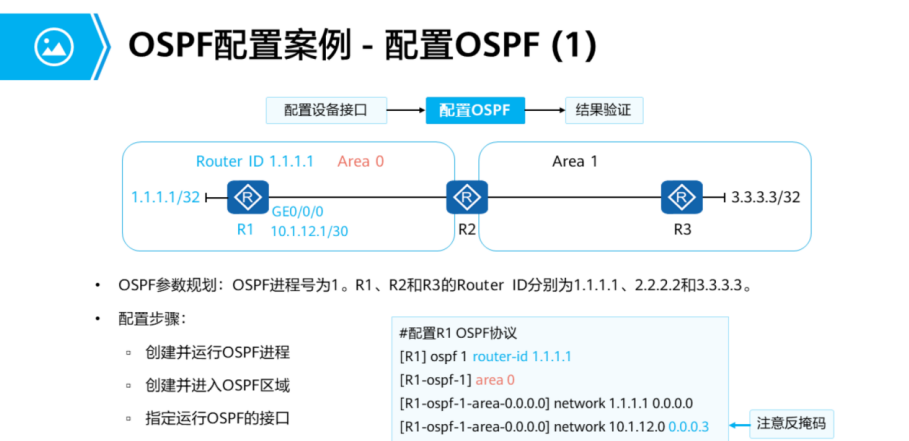 OSPF配置案例 - 配置OSPF (1)
配置设备接口
配置OSPF
结果验证
Router ID 1.1.1.1
Area 0
Area 1
1.1.1.1/32
R
R
R
3.3.3.3/32
GE0/0/0
R1
10.1.12.1/30
R2
R3
• OSPF参数规划：OSPF进程号为1。R1、R2和R3的Router ID分别为1.1.1.1、2.2.2.2和3.3.3.3。
• 配置步骤：
▫ 创建并运行OSPF进程
▫ 创建并进入OSPF区域
▫ 指定运行OSPF的接口
#配置R1 OSPF协议
[R1] ospf 1 router-id 1.1.1.1
[R1-ospf-1] area 0
[R1-ospf-1-area-0.0.0.0] network 1.1.1.1 0.0.0.0
[R1-ospf-1-area-0.0.0.0] network 10.1.12.0 0.0.0.3
注意反掩码